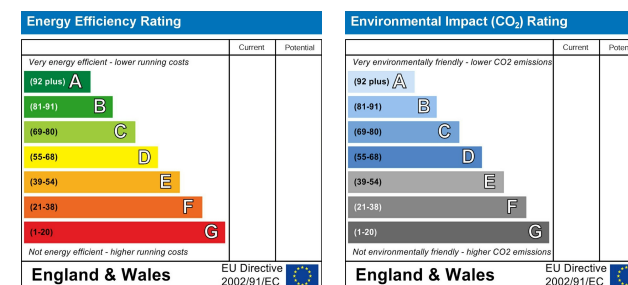 Energy Efficiency Rating
Current Potential
Very energy efficient - lower running costs
(92 plus) A
(81-91) B
(69-80) C
(55-68) D
(39-54) E
(21-38) F
(1-20) G
Not energy efficient - higher running costs
England & Wales
EU Directive
2002/91/EC
Environmental Impact (CO₂) Rating
Current Poten
Very environmentally friendly - lower CO2 emissions
(92 plus) A
(81-91) B
(69-80) C
(55-68) D
(39-54) E
(21-38) F
(1-20) G
Not environmentally friendly - higher CO2 emissions
England & Wales
EU Directive
2002/91/EC